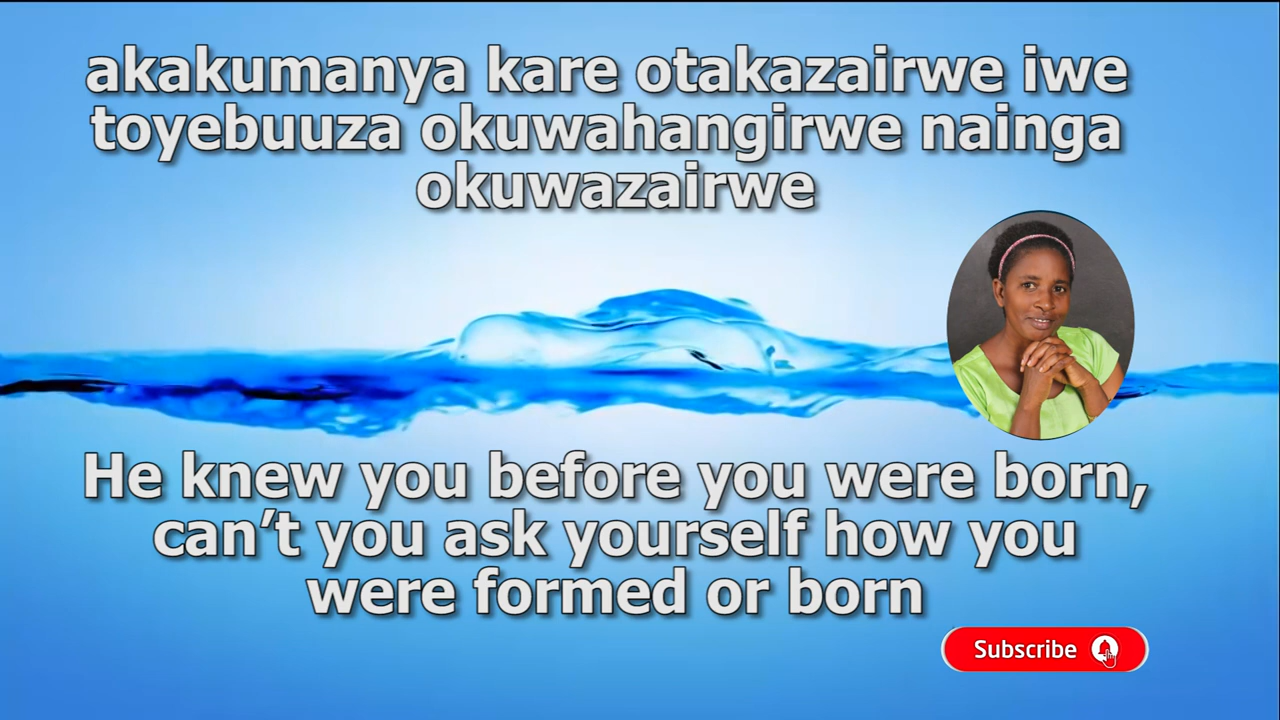 akakumanya kare otakazairwe iwe
toyebuuza okuwahangirwe nainga
okuwazairwe
He knew you before you were born,
can’t you ask yourself how you
were formed or born
Subscribe